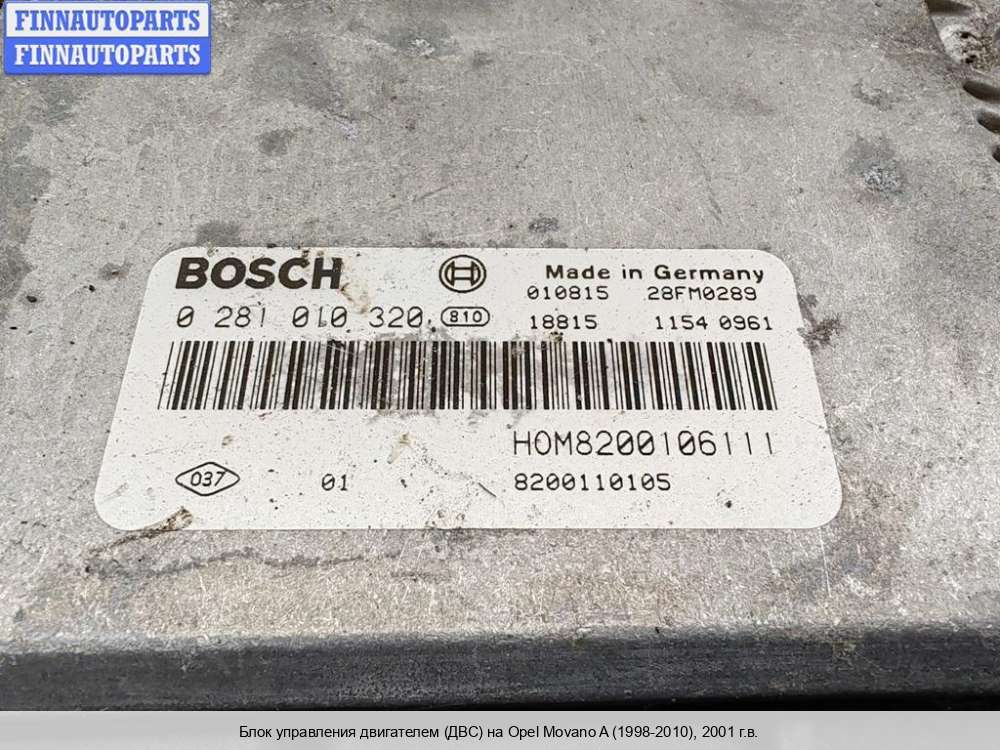 FINNAUTOPARTS
FINNAUTOPARTS
BOSCH Made in Germany
010815 28FM0289
0 281 010 320 810 18815 1154 0961
HOM8200106111
037 01 8200110105
Блок управления двигателем (ДВС) на Opel Movano A (1998-2010), 2001 г.в.